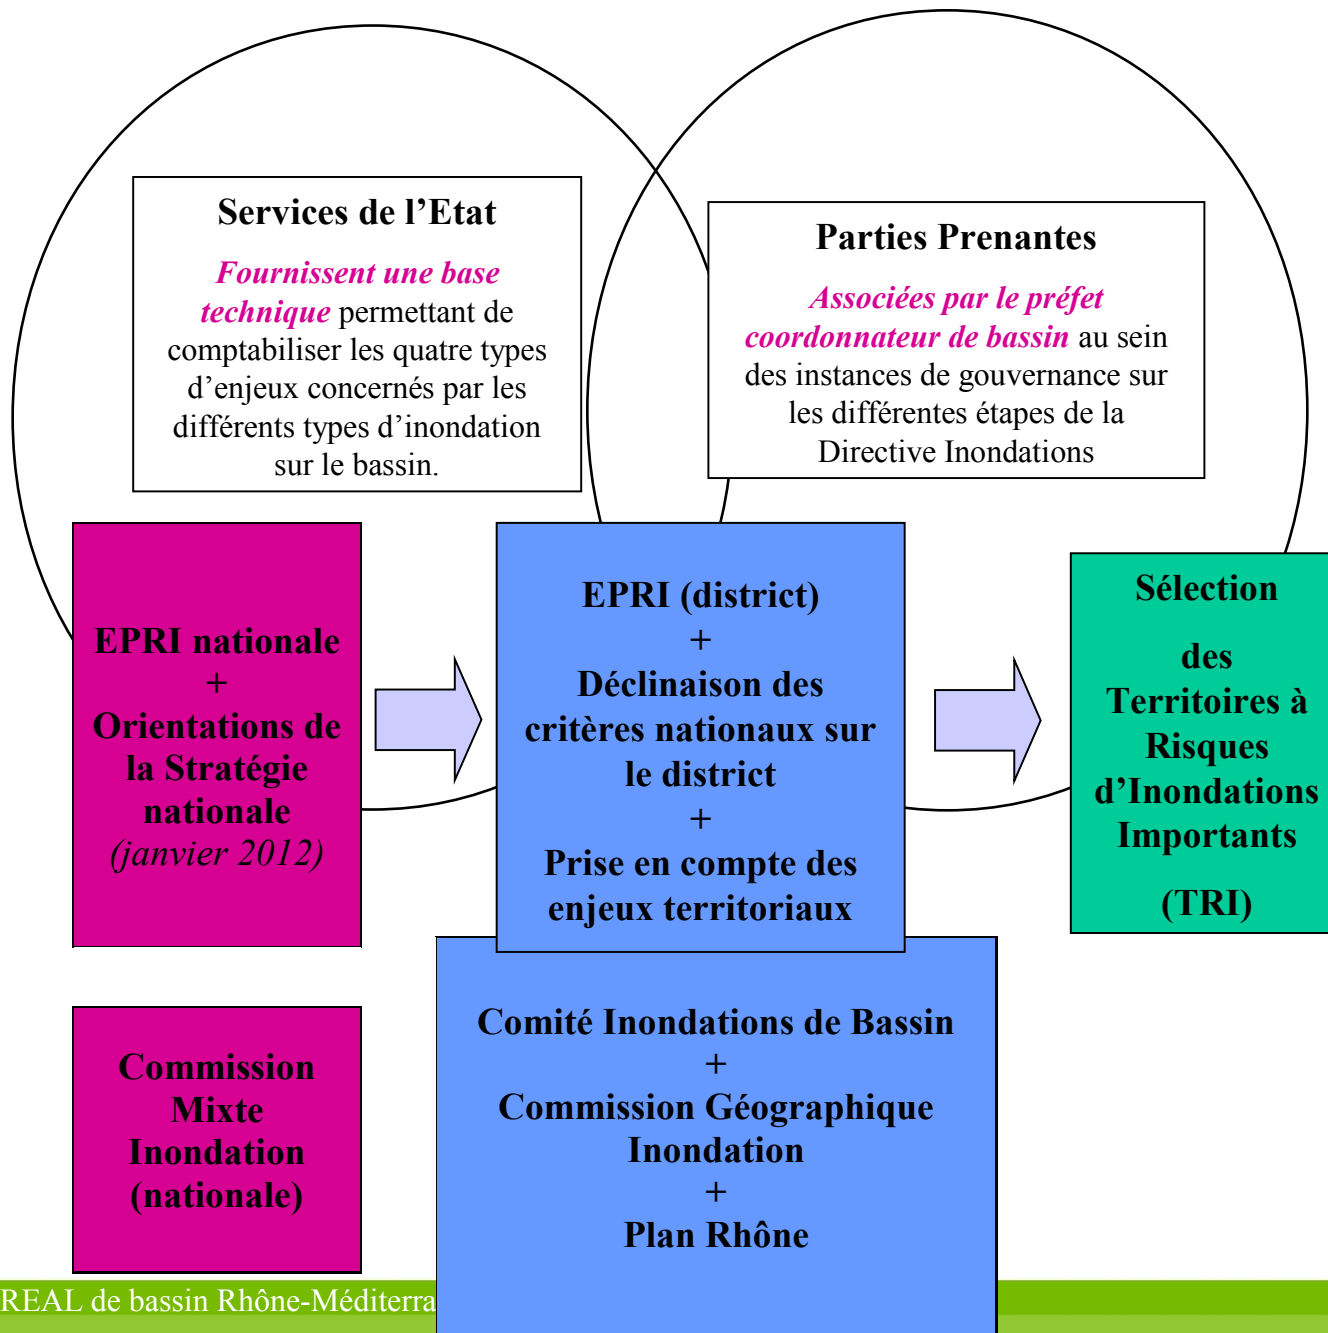 Services de l’Etat
Fournissent une base
technique permettant de
comptabiliser les quatre types
d’enjeux concernés par les
différents types d’inondation
sur le bassin.
Parties Prenantes
Associées par le préfet
coordonnateur de bassin au sein
des instances de gouvernance sur
les différentes étapes de la
Directive Inondations
EPRI nationale
+
Orientations de
la Stratégie
nationale
(janvier 2012)
EPRI (district)
+
Déclinaison des
critères nationaux sur
le district
+
Prise en compte des
enjeux territoriaux
Sélection
des
Territoires à
Risques
d’Inondations
Importants
(TRI)
Commission
Mixte
Inondation
(nationale)
Comité Inondations de Bassin
+
Commission Géographique
Inondation
+
Plan Rhône
REAL de bassin Rhône-Méditerra